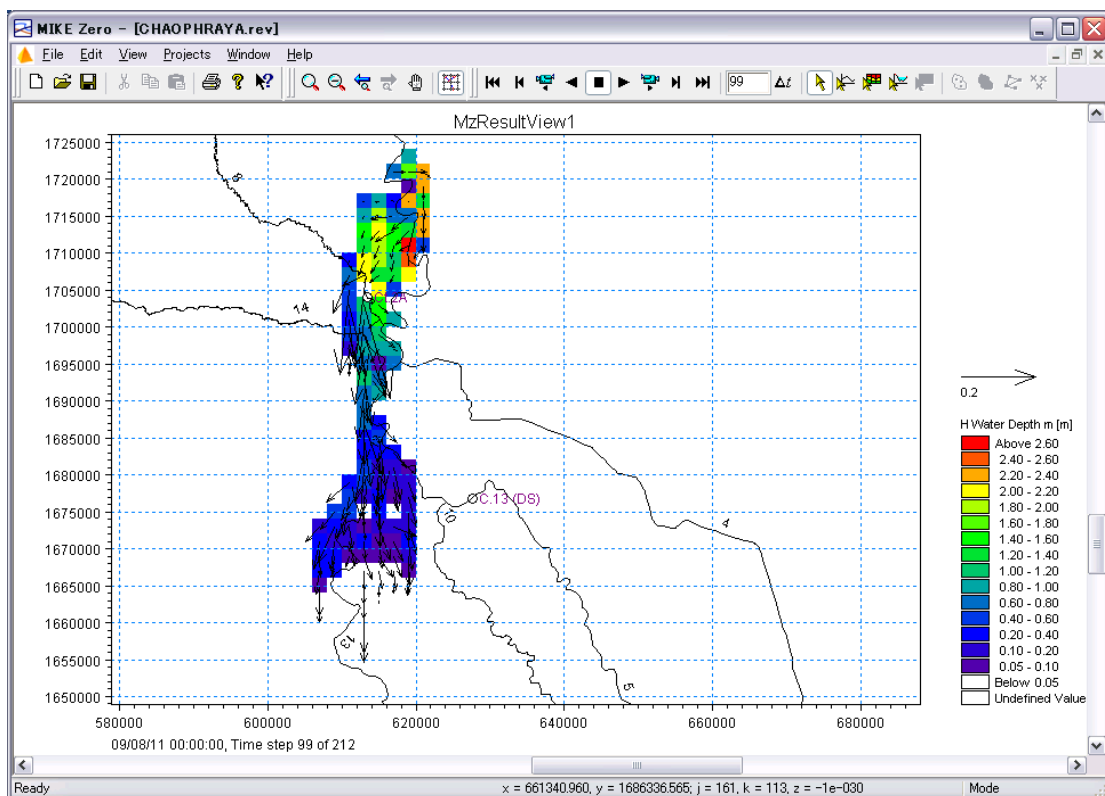 MIKE Zero - [CHAOPHRAYA.rev]
File Edit View Projects Window Help
99 Δt
MzResultView1
1725000
1720000
1715000
1710000
1705000
1700000
1695000
1690000
1685000
1680000
1675000
1670000
1665000
1660000
1655000
1650000
8
14
C.13 (DS)
10
4
5
13
580000 600000 620000 640000 660000 680000
09/08/11 00:00:00, Time step 99 of 212
0.2
H Water Depth m [m]
Above 2.60
2.40 - 2.60
2.20 - 2.40
2.00 - 2.20
1.80 - 2.00
1.60 - 1.80
1.40 - 1.60
1.20 - 1.40
1.00 - 1.20
0.80 - 1.00
0.60 - 0.80
0.40 - 0.60
0.20 - 0.40
0.10 - 0.20
0.05 - 0.10
Below 0.05
Undefined Value
Ready x = 661340.960, y = 1686336.565; j = 161, k = 113, z = -1e-030 Mode